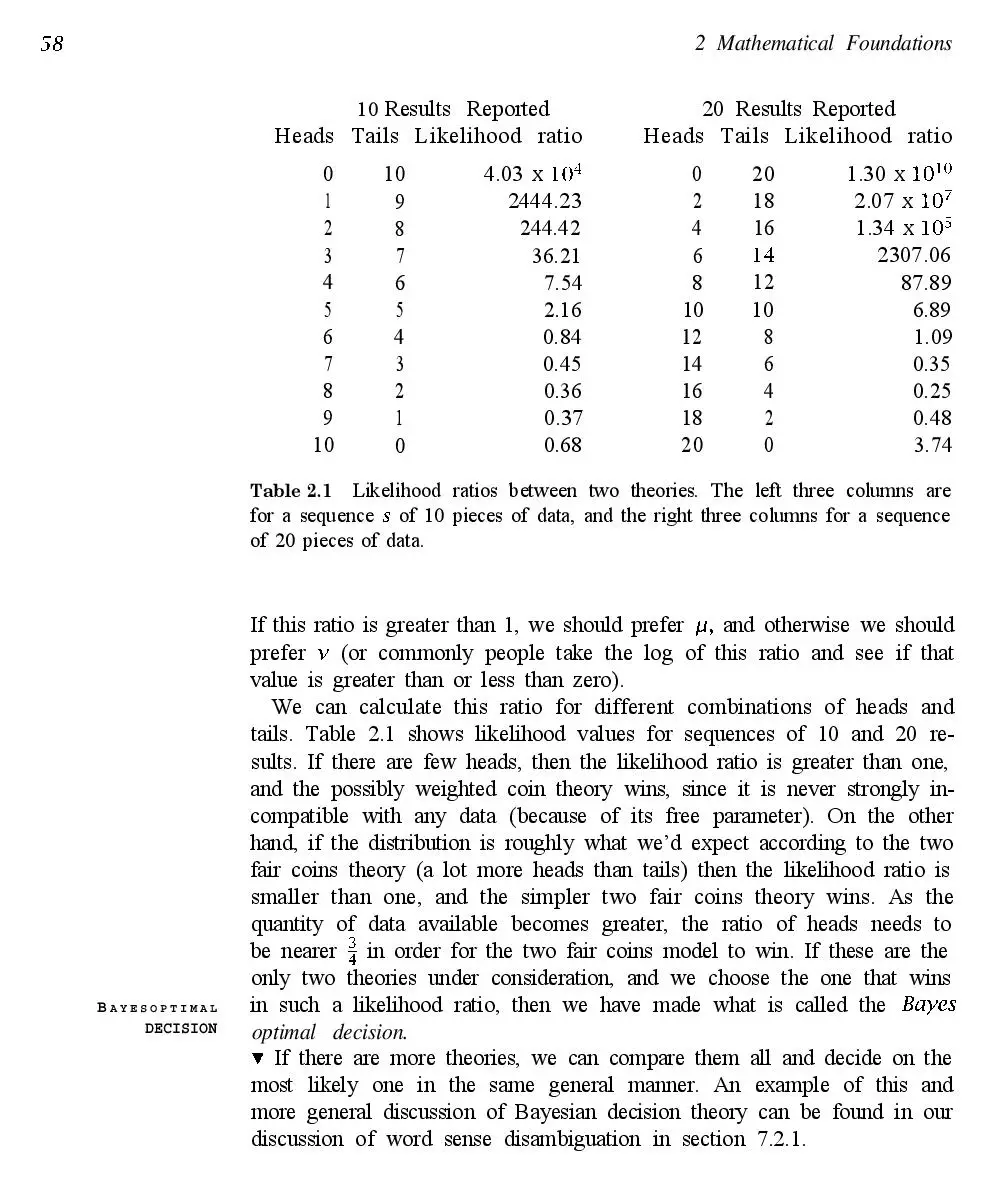 58 2 Mathematical Foundations
10 Results Reported 20 Results Reported
Heads Tails Likelihood ratio Heads Tails Likelihood ratio
0 10 4.03 x 10⁴ 0 20 1.30 x 10¹⁰
1 9 2444.23 2 18 2.07 x 10⁷
2 8 244.42 4 16 1.34 x 10⁵
3 7 36.21 6 14 2307.06
4 6 7.54 8 12 87.89
5 5 2.16 10 10 6.89
6 4 0.84 12 8 1.09
7 3 0.45 14 6 0.35
8 2 0.36 16 4 0.25
9 1 0.37 18 2 0.48
10 0 0.68 20 0 3.74
Table 2.1 Likelihood ratios between two theories. The left three columns are
for a sequence s of 10 pieces of data, and the right three columns for a sequence
of 20 pieces of data.
If this ratio is greater than 1, we should prefer μ, and otherwise we should
prefer ν (or commonly people take the log of this ratio and see if that
value is greater than or less than zero).
We can calculate this ratio for different combinations of heads and
tails. Table 2.1 shows likelihood values for sequences of 10 and 20 re-
sults. If there are few heads, then the likelihood ratio is greater than one,
and the possibly weighted coin theory wins, since it is never strongly in-
compatible with any data (because of its free parameter). On the other
hand, if the distribution is roughly what we'd expect according to the two
fair coins theory (a lot more heads than tails) then the likelihood ratio is
smaller than one, and the simpler two fair coins theory wins. As the
quantity of data available becomes greater, the ratio of heads needs to
be nearer ¾ in order for the two fair coins model to win. If these are the
only two theories under consideration, and we choose the one that wins
BAYESOPTIMAL in such a likelihood ratio, then we have made what is called the Bayes
DECISION optimal decision.
▼ If there are more theories, we can compare them all and decide on the
most likely one in the same general manner. An example of this and
more general discussion of Bayesian decision theory can be found in our
discussion of word sense disambiguation in section 7.2.1.